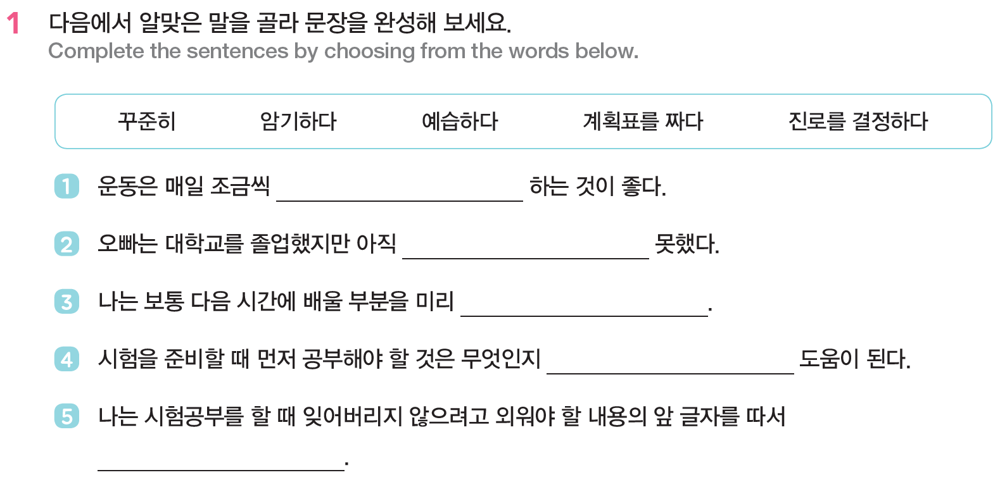 1 다음에서 알맞은 말을 골라 문장을 완성해 보세요.
Complete the sentences by choosing from the words below.
꾸준히 암기하다 예습하다 계획표를 짜다 진로를 결정하다
1 운동은 매일 조금씩 ____________ 하는 것이 좋다.
2 오빠는 대학교를 졸업했지만 아직 ____________ 못했다.
3 나는 보통 다음 시간에 배울 부분을 미리 ____________.
4 시험을 준비할 때 먼저 공부해야 할 것은 무엇인지 ____________ 도움이 된다.
5 나는 시험공부를 할 때 잊어버리지 않으려고 외워야 할 내용의 앞 글자를 따서
____________.